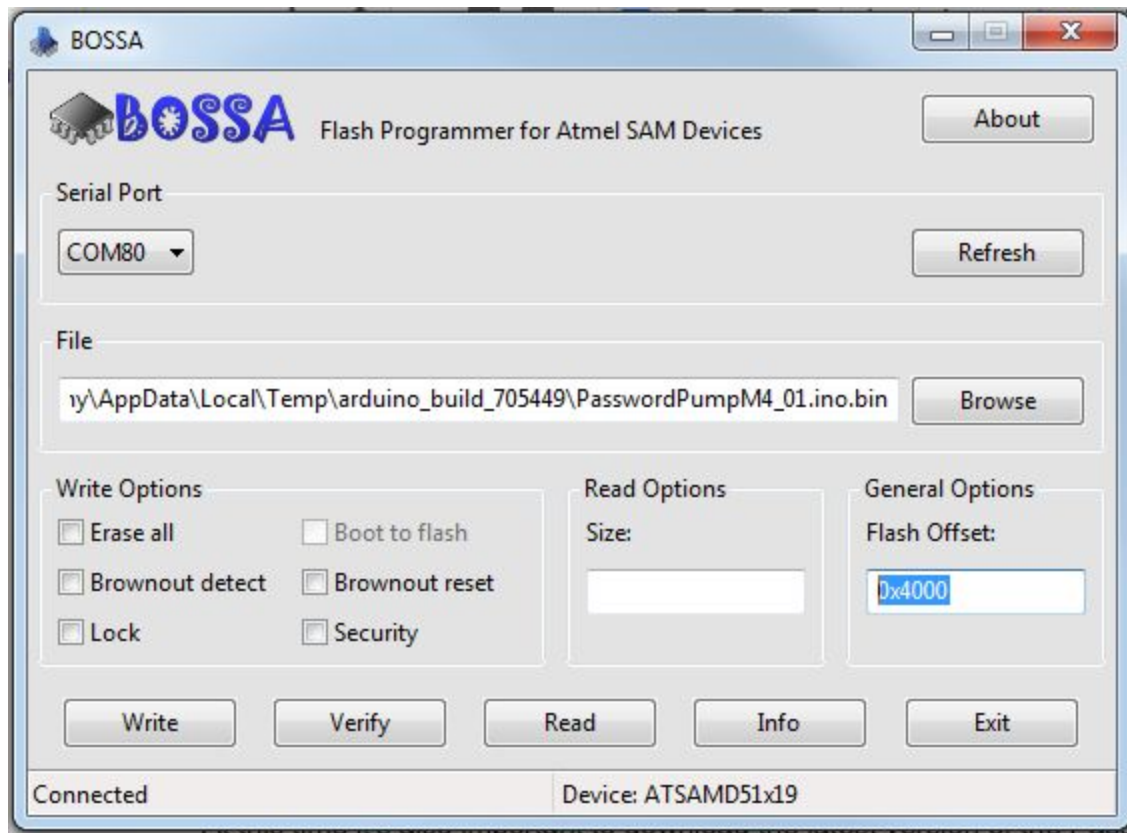 BOSSA
BOSSA Flash Programmer for Atmel SAM Devices About
Serial Port
COM80 Refresh
File
\AppData\Local\Temp\arduino_build_705449\PasswordPumpM4_01.ino.bin Browse
Write Options Read Options General Options
Erase all Boot to flash Size: Flash Offset:
Brownout detect Brownout reset 0x4000
Lock Security
Write Verify Read Info Exit
Connected Device: ATSAMD51x19